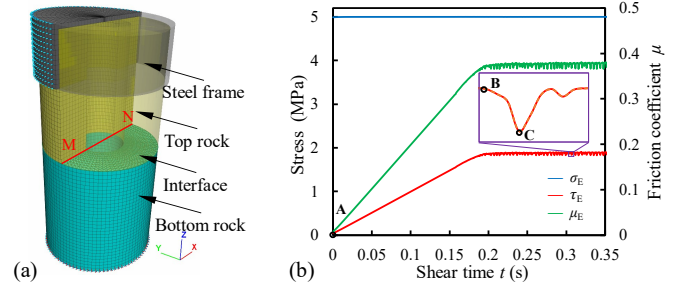 (a)
Steel frame
N
Top rock
M
Interface
Bottom rock
Z
Y
X
(b)
Stress (MPa)
5
4
3
2
1
0
0.5
0.4
0.3
0.2
0.1
0
Friction coefficient μ
A
B
C
σE
τE
μE
0 0.05 0.1 0.15 0.2 0.25 0.3 0.35
Shear time t (s)